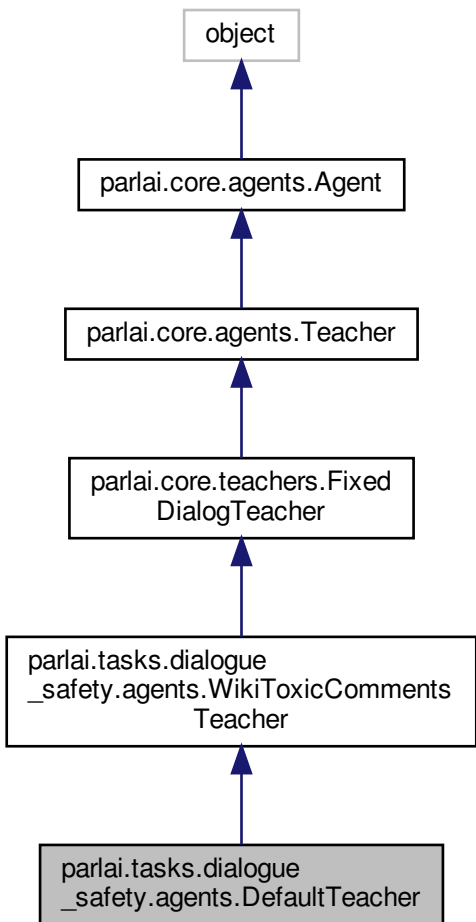 object
parlai.core.agents.Agent
parlai.core.agents.Teacher
parlai.core.teachers.Fixed
DialogTeacher
parlai.tasks.dialogue
_safety.agents.WikiToxicComments
Teacher
parlai.tasks.dialogue
_safety.agents.DefaultTeacher